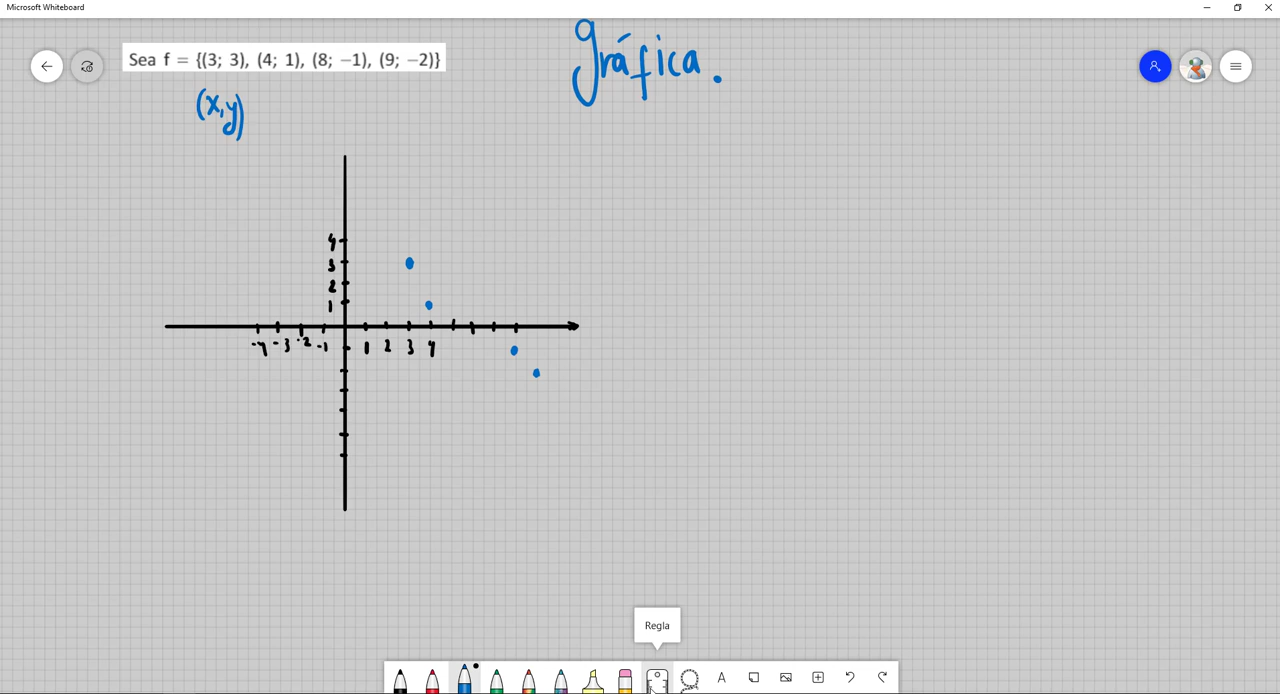 Microsoft Whiteboard
gráfica.
Sea f = {(3; 3), (4; 1), (8; −1), (9; −2)}
(x,y)
4
3
2
1
-4 -3 -2 -1 1 2 3 4
Regla
A